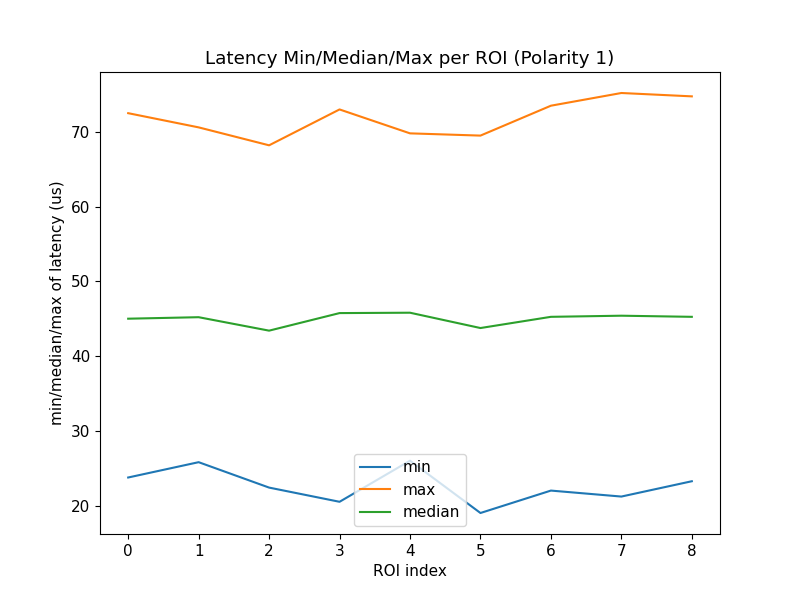 Latency Min/Median/Max per ROI (Polarity 1)
min/median/max of latency (us)
70
60
50
40
30
20
min
max
median
0 1 2 3 4 5 6 7 8
ROI index